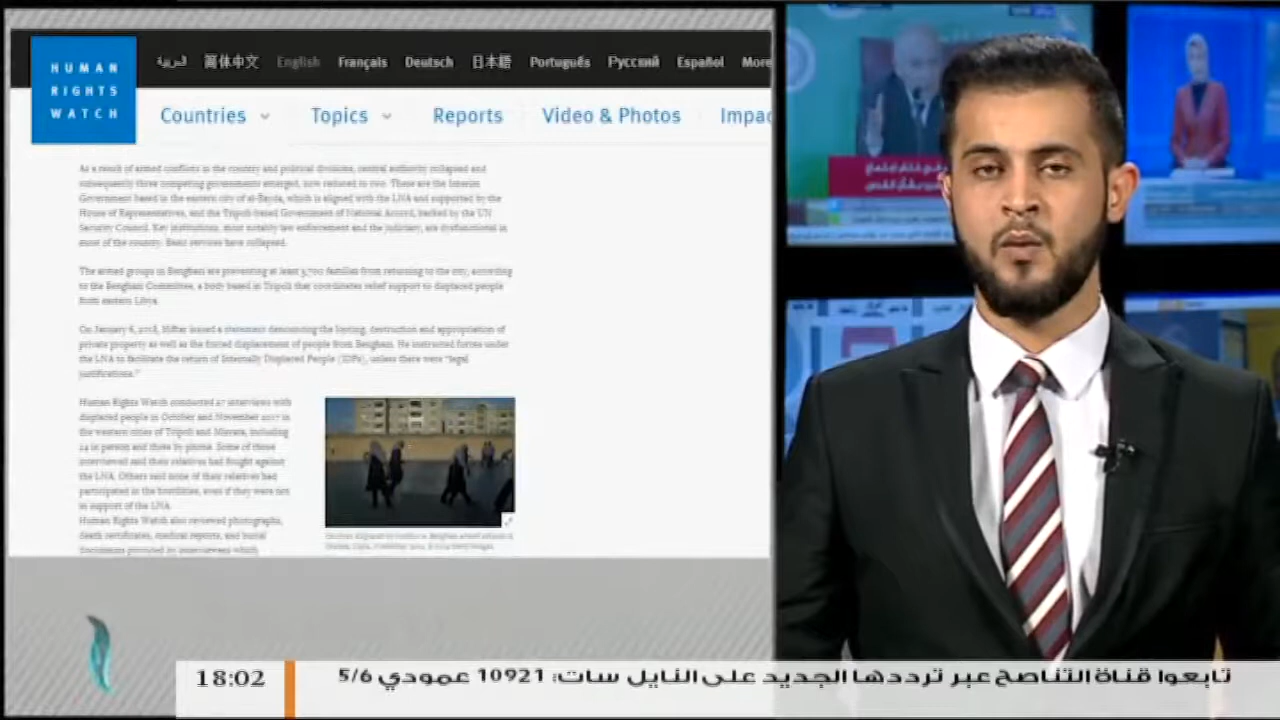 HUMAN
RIGHTS
WATCH
العربية 简体中文 English Français Deutsch 日本語 Português Русский Español More
Countries Topics Reports Video & Photos Impac
As a result of armed conflicts in the country and political divisions, central authority collapsed and
subsequently three competing governments emerged, now reduced to two. These are the Interim
Government based in the eastern city of al-Bayda, which is aligned with the LNA and supported by the
House of Representatives, and the Tripoli-based Government of National Accord, backed by the UN
Security Council. Key institutions, most notably law enforcement and the judiciary, are dysfunctional in
most of the country. Basic services have collapsed.
The armed groups in Benghazi are preventing at least 3,700 families from returning to the city, according
to the Benghazi Committee, a body based in Tripoli that coordinates relief support to displaced people
from eastern Libya.
On January 6, 2018, Hiftar issued a statement denouncing the looting, destruction and appropriation of
private property as well as the forced displacement of people from Benghazi. He instructed forces under
the LNA to facilitate the return of Internally Displaced People (IDPs), unless there were "legal
justifications."
Human Rights Watch conducted 27 interviews with
displaced people in October and November 2017 in
the western cities of Tripoli and Misrata, including
24 in person and three by phone. Some of those
interviewed said their relatives had fought against
the LNA. Others said none of their relatives had
participated in the hostilities, even if they were not
in support of the LNA.
Human Rights Watch also reviewed photographs,
death certificates, medical reports, and burial
documents provided by interviewees which
18:02
تابعوا قناة التناصح عبر ترددها الجديد على النايل سات: 10921 عمودي 5/6